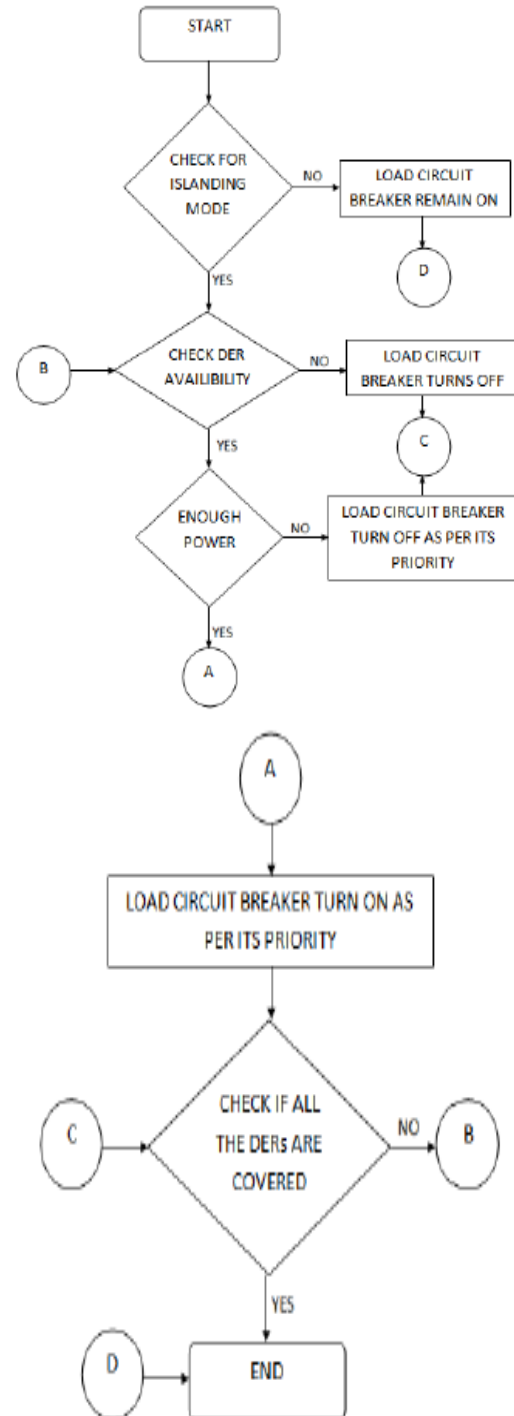 START
CHECK FOR
ISLANDING
MODE
NO
LOAD CIRCUIT
BREAKER REMAIN ON
D
YES
B
CHECK DER
AVAILIBILITY
NO
LOAD CIRCUIT
BREAKER TURNS OFF
C
YES
ENOUGH
POWER
NO
LOAD CIRCUIT BREAKER
TURN OFF AS PER ITS
PRIORITY
YES
A
A
LOAD CIRCUIT BREAKER TURN ON AS
PER ITS PRIORITY
C
CHECK IF ALL
THE DERs ARE
COVERED
NO
B
YES
D
END